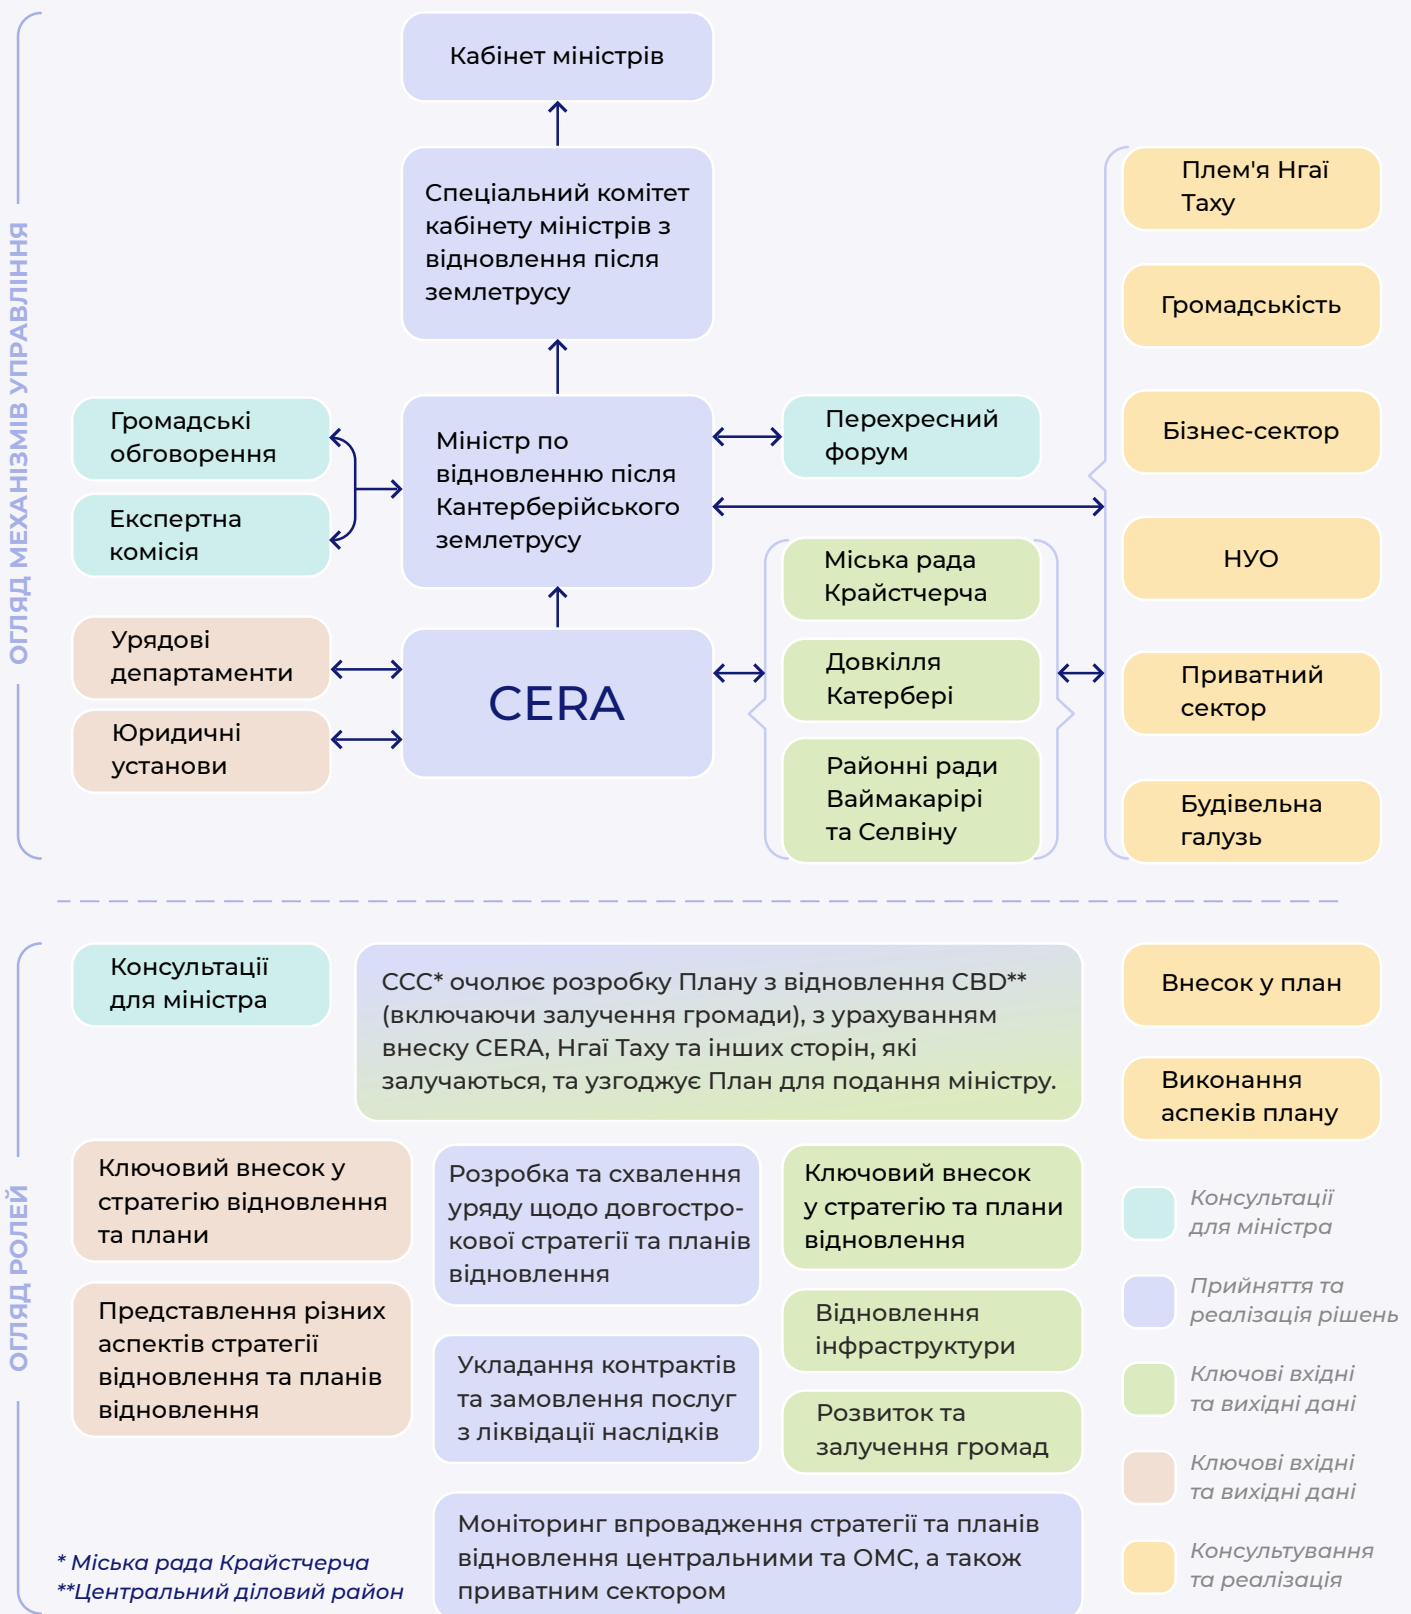 ОГЛЯД МЕХАНІЗМІВ УПРАВЛІННЯ
Кабінет міністрів
Спеціальний комітет
кабінету міністрів з
відновлення після
землетрусу
Громадські
обговорення
Експертна
комісія
Міністр по
відновленню після
Кантерберійського
землетрусу
Перехресний
форум
Урядові
департаменти
Юридичні
установи
CERA
Міська рада
Крайстчерча
Довкілля
Катербері
Районні ради
Ваймакарірі
та Селвіну
Плем'я Нгаї
Таху
Громадськість
Бізнес-сектор
НУО
Приватний
сектор
Будівельна
галузь
ОГЛЯД РОЛЕЙ
Консультації
для міністра
ССС* очолює розробку Плану з відновлення CBD**
(включаючи залучення громади), з урахуванням
внеску CERA, Нгаї Таху та інших сторін, які
залучаються, та узгоджує План для подання міністру.
Внесок у план
Виконання
аспеків плану
Ключовий внесок у
стратегію відновлення
та плани
Представлення різних
аспектів стратегії
відновлення та планів
відновлення
Розробка та схвалення
уряду щодо довгостро-
кової стратегії та планів
відновлення
Укладання контрактів
та замовлення послуг
з ліквідації наслідків
Ключовий внесок
у стратегію та плани
відновлення
Відновлення
інфраструктури
Розвиток та
залучення громад
Моніторинг впровадження стратегії та планів
відновлення центральними та ОМС, а також
приватним сектором
Консультації
для міністра
Прийняття та
реалізація рішень
Ключові вхідні
та вихідні дані
Ключові вхідні
та вихідні дані
Консультування
та реалізація
* Міська рада Крайстчерча
**Центральний діловий район